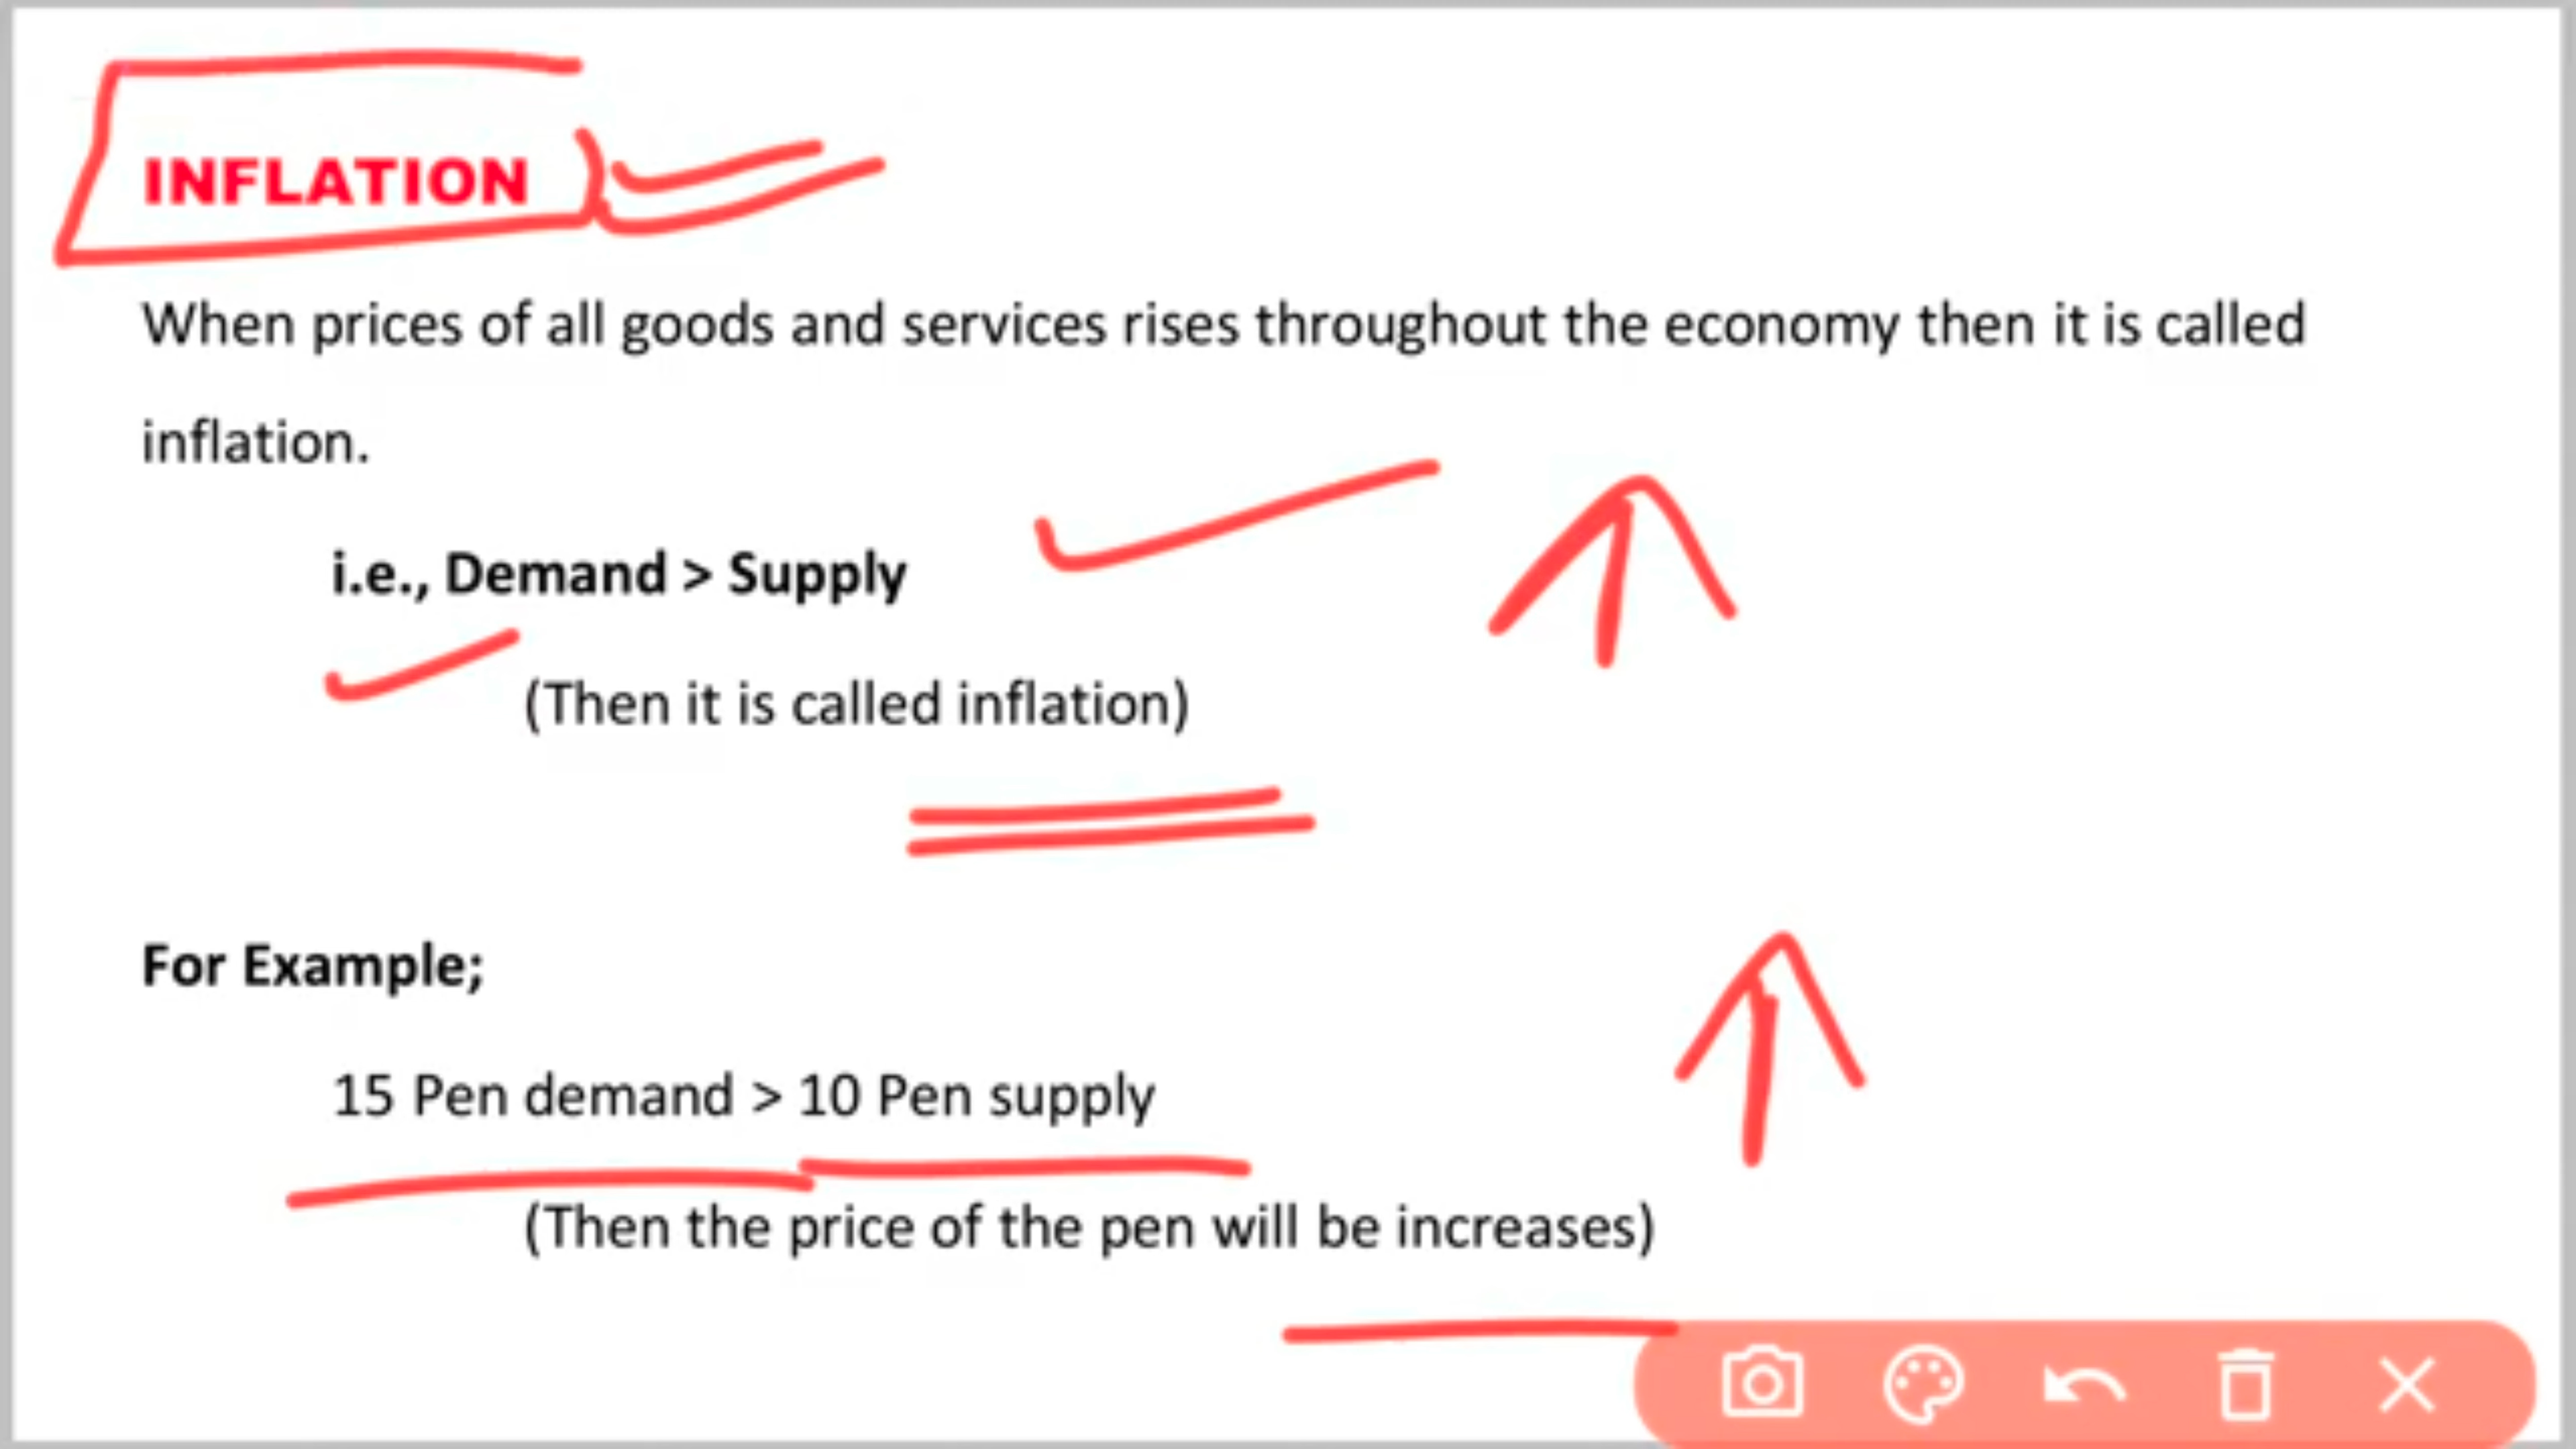 INFLATION
When prices of all goods and services rises throughout the economy then it is called
inflation.
i.e., Demand > Supply
(Then it is called inflation)
For Example;
15 Pen demand > 10 Pen supply
(Then the price of the pen will be increases)